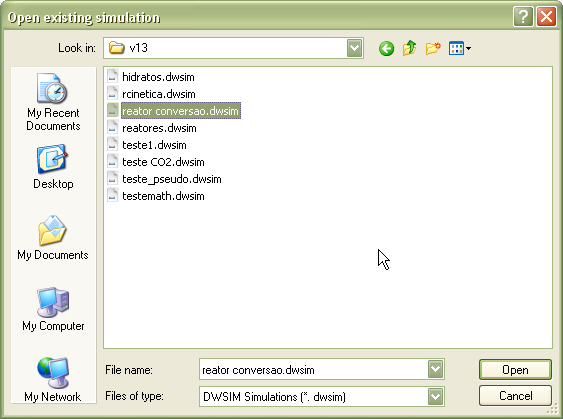 Open existing simulation
Look in: v13
My Recent
Documents
Desktop
My Documents
My Computer
My Network
hidratos.dwsim
rcinetica.dwsim
reator conversao.dwsim
reatores.dwsim
teste1.dwsim
teste CO2.dwsim
teste_pseudo.dwsim
testemath.dwsim
File name: reator conversao.dwsim Open
Files of type: DWSIM Simulations (*. dwsim) Cancel